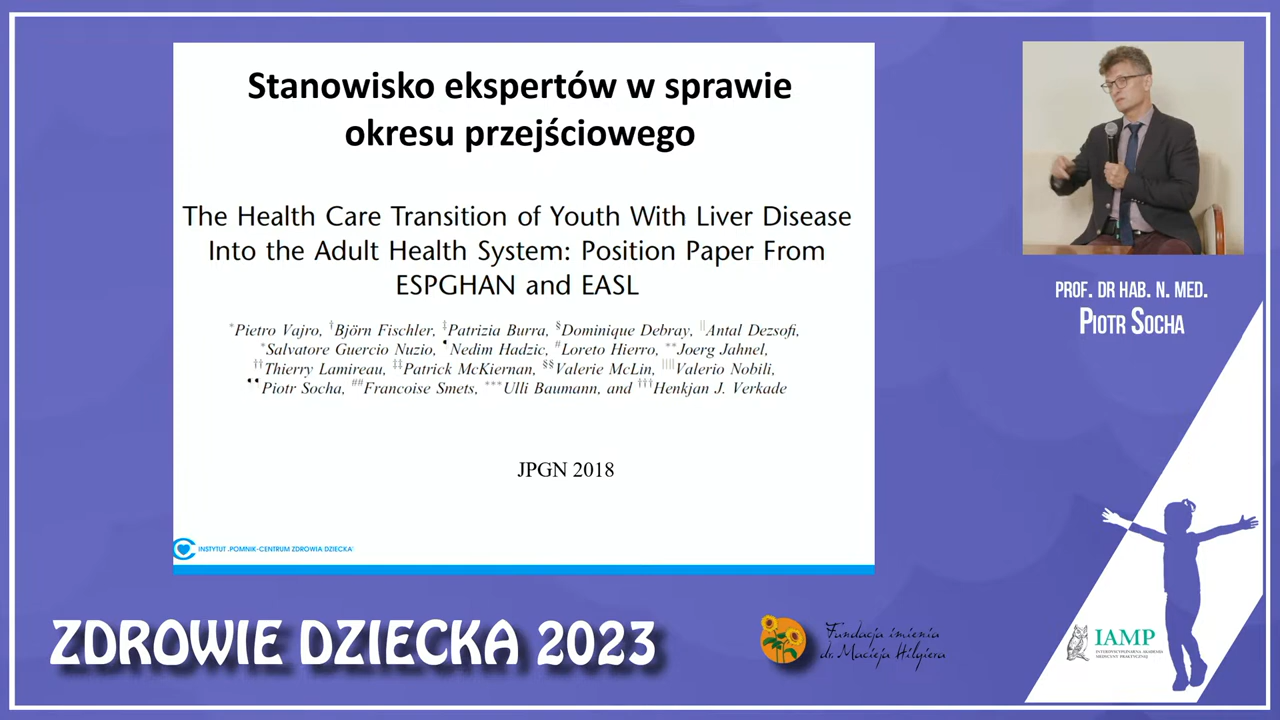 Stanowisko ekspertów w sprawie
okresu przejściowego
The Health Care Transition of Youth With Liver Disease
Into the Adult Health System: Position Paper From
ESPGHAN and EASL
*Pietro Vajro, †Björn Fischler, ‡Patrizia Burra, §Dominique Debray, ||Antal Dezsofi,
*Salvatore Guercio Nuzio, ¶Nedim Hadzic, #Loreto Hierro, **Joerg Jahnel,
††Thierry Lamireau, ‡‡Patrick McKiernan, §§Valerie McLin, ||||Valerio Nobili,
¶¶Piotr Socha, ##Francoise Smets, ***Ulli Baumann, and †††Henkjan J. Verkade
JPGN 2018
INSTYTUT „POMNIK-CENTRUM ZDROWIA DZIECKA"
PROF. DR HAB. N. MED.
PIOTR SOCHA
ZDROWIE DZIECKA 2023
Fundacja imienia
dr. Macieja Hilgiera
IAMP
INTERDYSCYPLINARNA AKADEMIA
MEDYCYNY PRAKTYCZNEJ